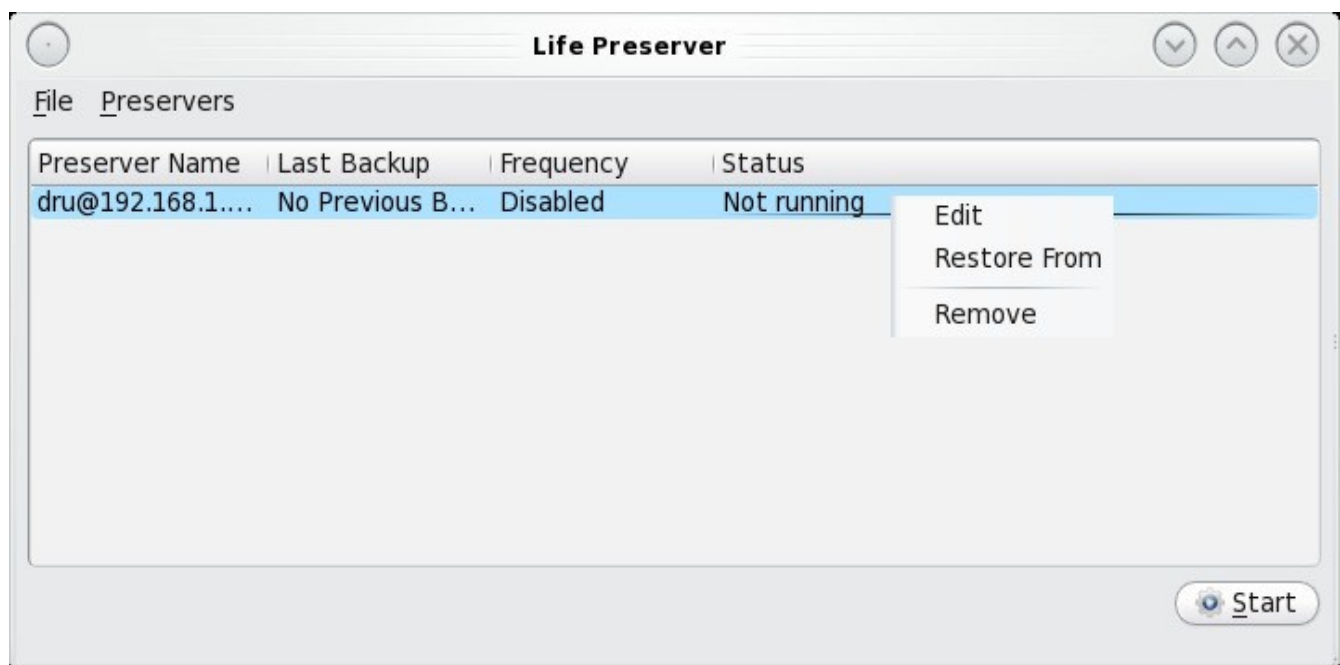 Life Preserver
File Preservers
Preserver Name Last Backup Frequency Status
dru@192.168.1.... No Previous B... Disabled Not running
Edit
Restore From
Remove
Start